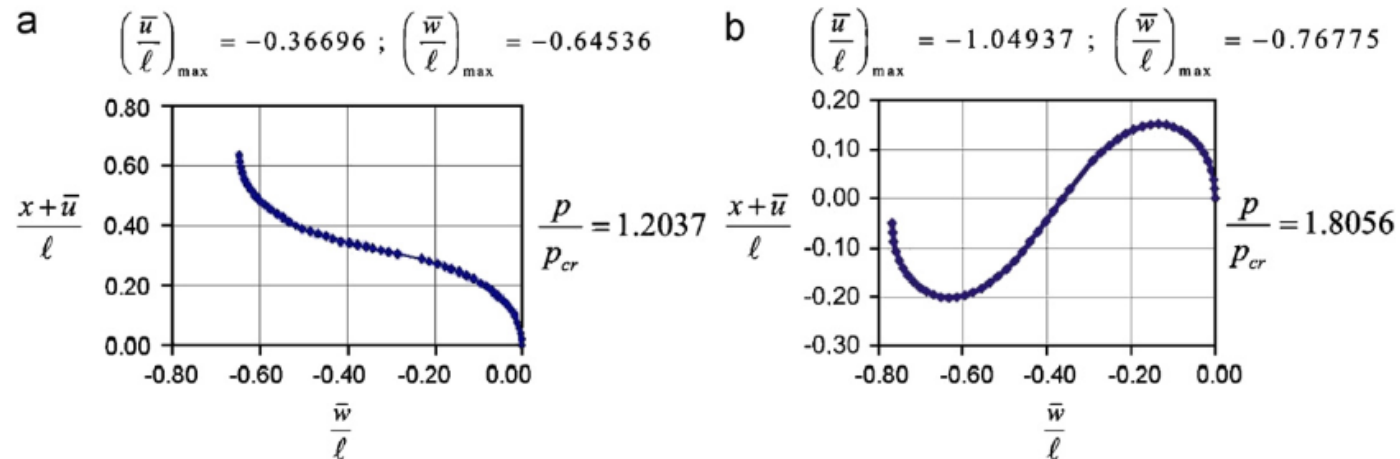 a
(u̅/ℓ)max = −0.36696 ; (w̅/ℓ)max = −0.64536
0.80
0.60
0.40
0.20
0.00
x+u̅/ℓ
p/pcr = 1.2037
-0.80 -0.60 -0.40 -0.20 0.00
w̅/ℓ
b
(u̅/ℓ)max = −1.04937 ; (w̅/ℓ)max = −0.76775
0,20
0,10
0.00
-0.10
-0,20
-0.30
x+u̅/ℓ
p/pcr = 1.8056
-0.80 -0.60 -0.40 -0.20 0.00
w̅/ℓ